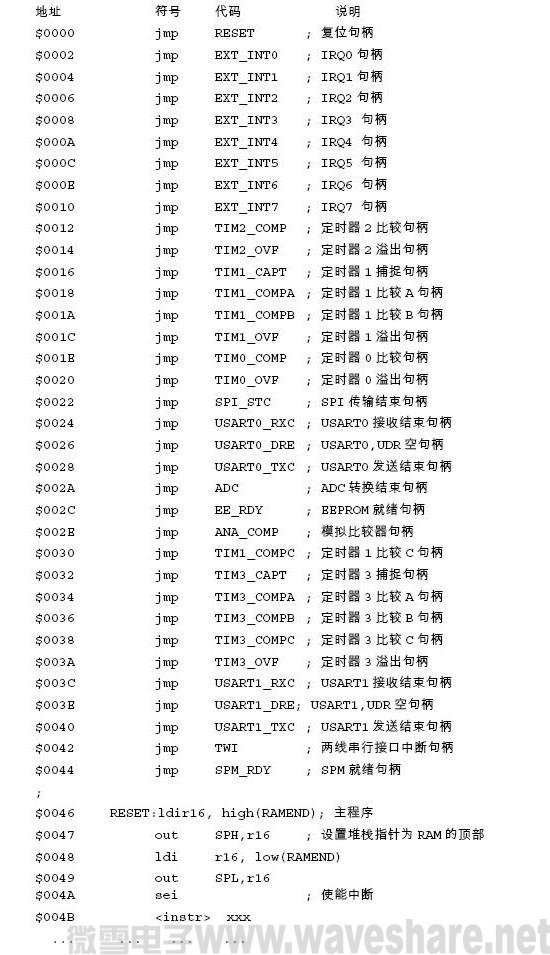 地址 符号 代码 说明
$0000 jmp RESET ; 复位句柄
$0002 jmp EXT_INT0 ; IRQ0 句柄
$0004 jmp EXT_INT1 ; IRQ1 句柄
$0006 jmp EXT_INT2 ; IRQ2 句柄
$0008 jmp EXT_INT3 ; IRQ3 句柄
$000A jmp EXT_INT4 ; IRQ4 句柄
$000C jmp EXT_INT5 ; IRQ5 句柄
$000E jmp EXT_INT6 ; IRQ6 句柄
$0010 jmp EXT_INT7 ; IRQ7 句柄
$0012 jmp TIM2_COMP ; 定时器 2 比较句柄
$0014 jmp TIM2_OVF ; 定时器 2 溢出句柄
$0016 jmp TIM1_CAPT ; 定时器 1 捕捉句柄
$0018 jmp TIM1_COMPA ; 定时器 1 比较 A 句柄
$001A jmp TIM1_COMPB ; 定时器 1 比较 B 句柄
$001C jmp TIM1_OVF ; 定时器 1 溢出句柄
$001E jmp TIM0_COMP ; 定时器 0 比较句柄
$0020 jmp TIM0_OVF ; 定时器 0 溢出句柄
$0022 jmp SPI_STC ; SPI 传输结束句柄
$0024 jmp USART0_RXC ; USART0 接收结束句柄
$0026 jmp USART0_DRE ; USART0,UDR 空句柄
$0028 jmp USART0_TXC ; USART0 发送结束句柄
$002A jmp ADC ; ADC 转换结束句柄
$002C jmp EE_RDY ; EEPROM 就绪句柄
$002E jmp ANA_COMP ; 模拟比较器句柄
$0030 jmp TIM1_COMPC ; 定时器 1 比较 C 句柄
$0032 jmp TIM3_CAPT ; 定时器 3 捕捉句柄
$0034 jmp TIM3_COMPA ; 定时器 3 比较 A 句柄
$0036 jmp TIM3_COMPB ; 定时器 3 比较 B 句柄
$0038 jmp TIM3_COMPC ; 定时器 3 比较 C 句柄
$003A jmp TIM3_OVF ; 定时器 3 溢出句柄
$003C jmp USART1_RXC ; USART1 接收结束句柄
$003E jmp USART1_DRE; USART1,UDR 空句柄
$0040 jmp USART1_TXC ; USART1 发送结束句柄
$0042 jmp TWI ; 两线串行接口中断句柄
$0044 jmp SPM_RDY ; SPM 就绪句柄
;
$0046 RESET:ldir16, high(RAMEND); 主程序
$0047 out SPH,r16 ; 设置堆栈指针为 RAM 的顶部
$0048 ldi r16, low(RAMEND)
$0049 out SPL,r16
$004A sei ; 使能中断
$004B <instr> xxx
... ... ... ...
微雪电子 www.waveshare.net